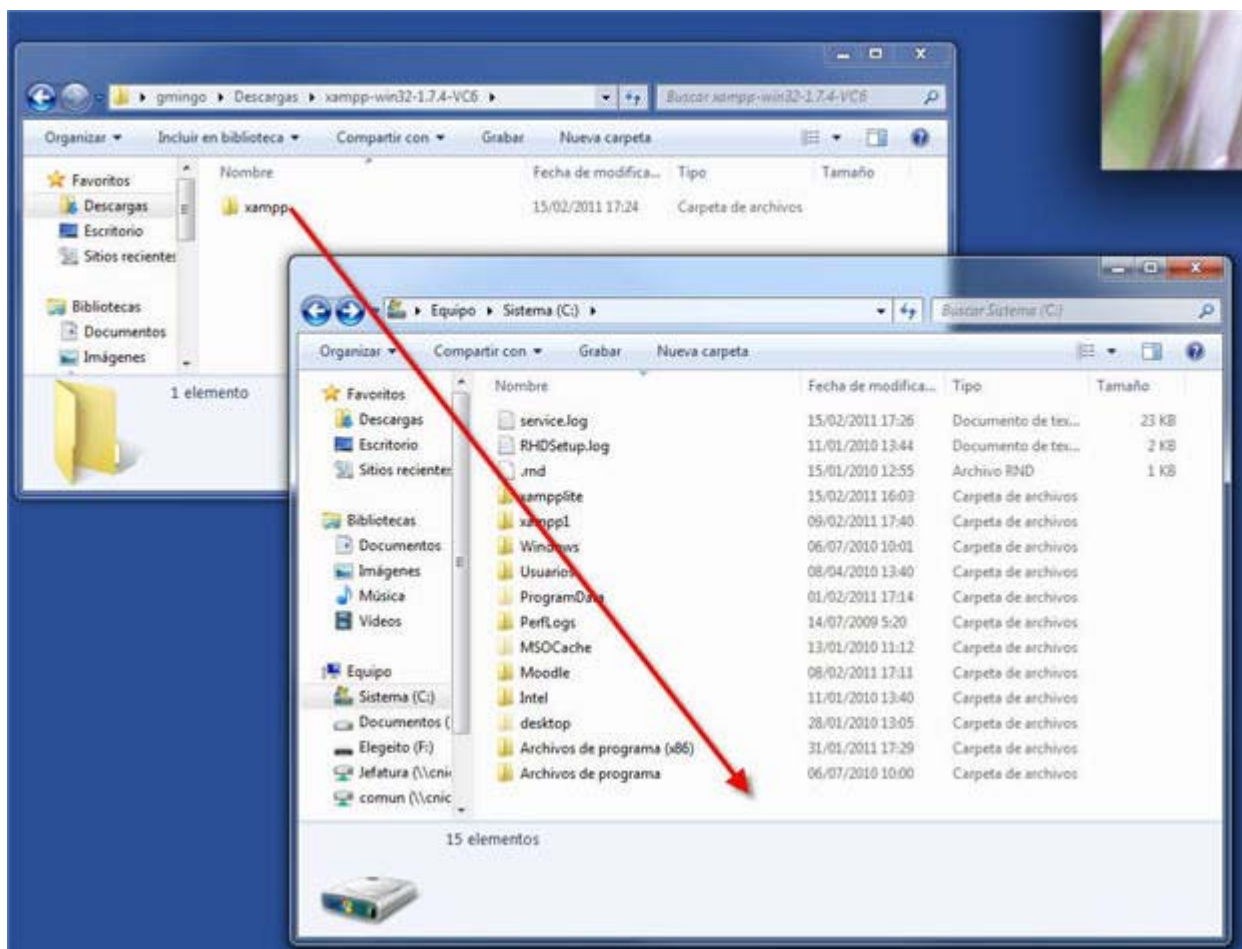 gmingo ▸ Descargas ▸ xampp-win32-1.7.4-VC6 ▸ Buscar xampp-win32-1.7.4-VC6
Organizar Incluir en biblioteca Compartir con Grabar Nueva carpeta
Favoritos
Descargas
Escritorio
Sitios recientes
Bibliotecas
Documentos
Imágenes
Nombre Fecha de modifica... Tipo Tamaño
xampp 15/02/2011 17:24 Carpeta de archivos
1 elemento
Equipo ▸ Sistema (C:) ▸ Buscar Sistema (C:)
Organizar Compartir con Grabar Nueva carpeta
Favoritos
Descargas
Escritorio
Sitios recientes
Bibliotecas
Documentos
Imágenes
Música
Vídeos
Equipo
Sistema (C:)
Documentos (
Elegeito (F:)
Jefatura (\\cnic
comun (\\cnic
Nombre Fecha de modifica... Tipo Tamaño
service.log 15/02/2011 17:26 Documento de tex... 23 KB
RHDSetup.log 11/01/2010 13:44 Documento de tex... 2 KB
.rnd 15/01/2010 12:55 Archivo RND 1 KB
xampplite 15/02/2011 16:03 Carpeta de archivos
xampp1 09/02/2011 17:40 Carpeta de archivos
Windows 06/07/2010 10:01 Carpeta de archivos
Usuarios 08/04/2010 13:40 Carpeta de archivos
ProgramData 01/02/2011 17:14 Carpeta de archivos
PerfLogs 14/07/2009 5:20 Carpeta de archivos
MSOCache 13/01/2010 11:12 Carpeta de archivos
Moodle 08/02/2011 17:11 Carpeta de archivos
Intel 11/01/2010 13:40 Carpeta de archivos
desktop 28/01/2010 13:05 Carpeta de archivos
Archivos de programa (x86) 31/01/2011 17:29 Carpeta de archivos
Archivos de programa 06/07/2010 10:00 Carpeta de archivos
15 elementos